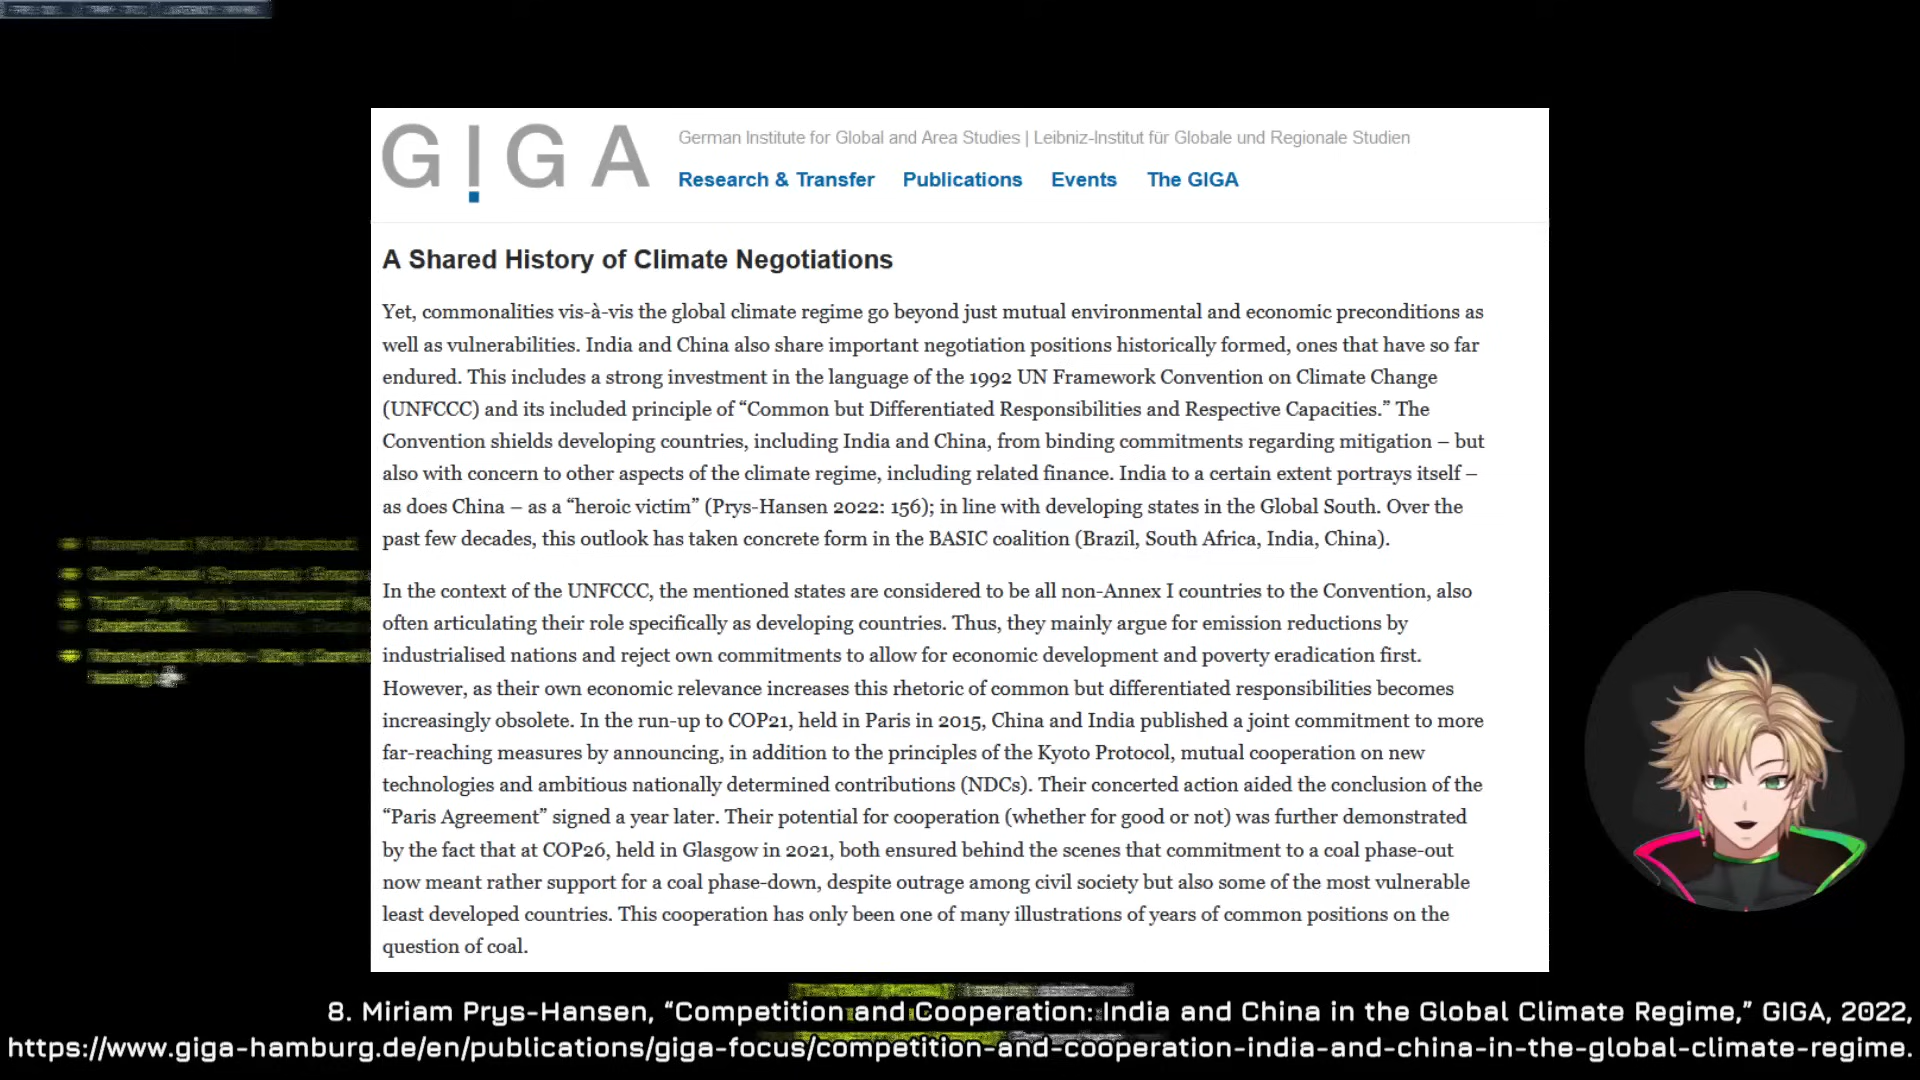 GIGA
German Institute for Global and Area Studies | Leibniz-Institut für Globale und Regionale Studien
Research & Transfer Publications Events The GIGA
A Shared History of Climate Negotiations
Yet, commonalities vis-à-vis the global climate regime go beyond just mutual environmental and economic preconditions as
well as vulnerabilities. India and China also share important negotiation positions historically formed, ones that have so far
endured. This includes a strong investment in the language of the 1992 UN Framework Convention on Climate Change
(UNFCCC) and its included principle of “Common but Differentiated Responsibilities and Respective Capacities.” The
Convention shields developing countries, including India and China, from binding commitments regarding mitigation – but
also with concern to other aspects of the climate regime, including related finance. India to a certain extent portrays itself –
as does China – as a “heroic victim” (Prys-Hansen 2022: 156); in line with developing states in the Global South. Over the
past few decades, this outlook has taken concrete form in the BASIC coalition (Brazil, South Africa, India, China).
In the context of the UNFCCC, the mentioned states are considered to be all non-Annex I countries to the Convention, also
often articulating their role specifically as developing countries. Thus, they mainly argue for emission reductions by
industrialised nations and reject own commitments to allow for economic development and poverty eradication first.
However, as their own economic relevance increases this rhetoric of common but differentiated responsibilities becomes
increasingly obsolete. In the run-up to COP21, held in Paris in 2015, China and India published a joint commitment to more
far-reaching measures by announcing, in addition to the principles of the Kyoto Protocol, mutual cooperation on new
technologies and ambitious nationally determined contributions (NDCs). Their concerted action aided the conclusion of the
“Paris Agreement” signed a year later. Their potential for cooperation (whether for good or not) was further demonstrated
by the fact that at COP26, held in Glasgow in 2021, both ensured behind the scenes that commitment to a coal phase-out
now meant rather support for a coal phase-down, despite outrage among civil society but also some of the most vulnerable
least developed countries. This cooperation has only been one of many illustrations of years of common positions on the
question of coal.
8. Miriam Prys-Hansen, “Competition and Cooperation: India and China in the Global Climate Regime,” GIGA, 2022,
https://www.giga-hamburg.de/en/publications/giga-focus/competition-and-cooperation-india-and-china-in-the-global-climate-regime.